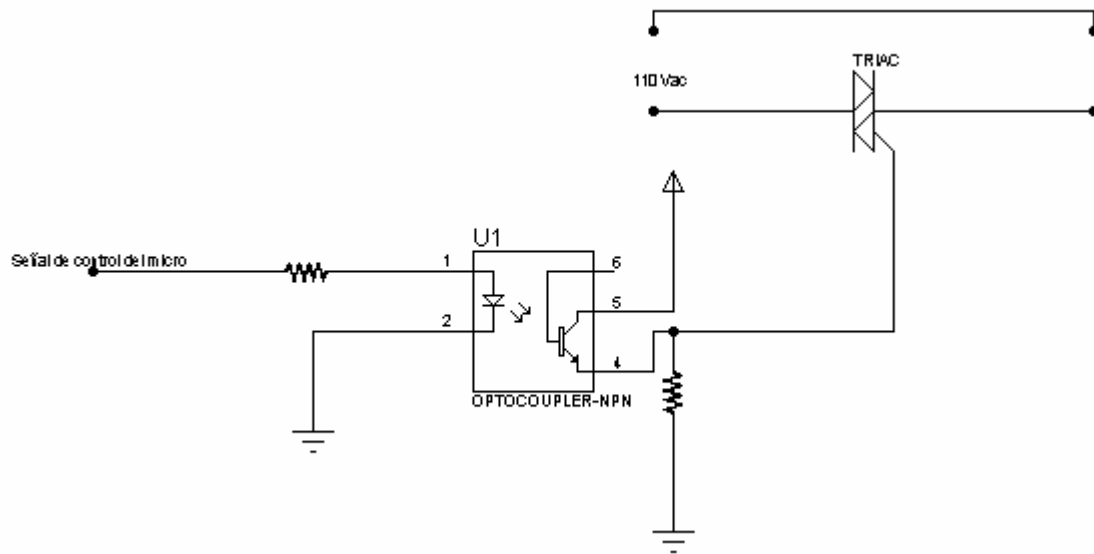 TRIAC
110 Vac
U1
Señal de control del micro
1
6
5
2
4
OPTOCOUPLER-NPN